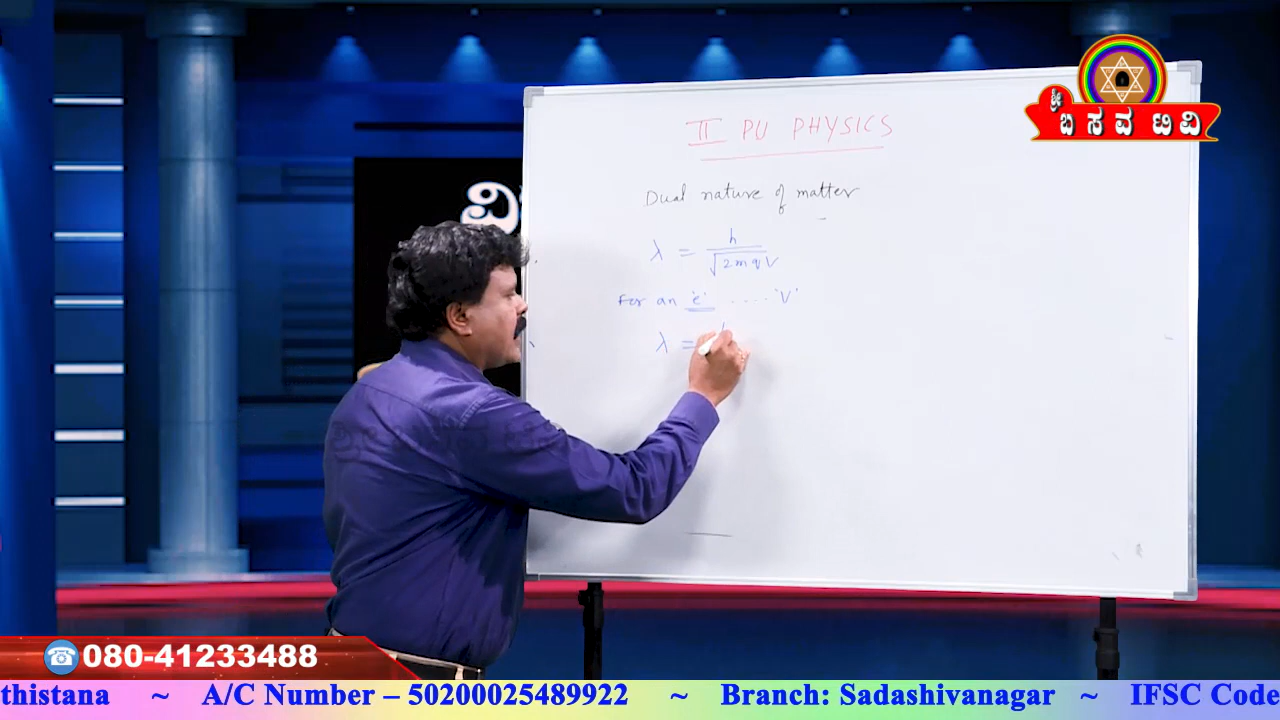 ಶ್ರೀ
ಬಸವ ಟಿವಿ
II PU PHYSICS
Dual nature of matter
λ = h / √2mqV
For an 'e' ..... 'V'
λ =
080-41233488
thistana ~ A/C Number – 50200025489922 ~ Branch: Sadashivanagar ~ IFSC Code